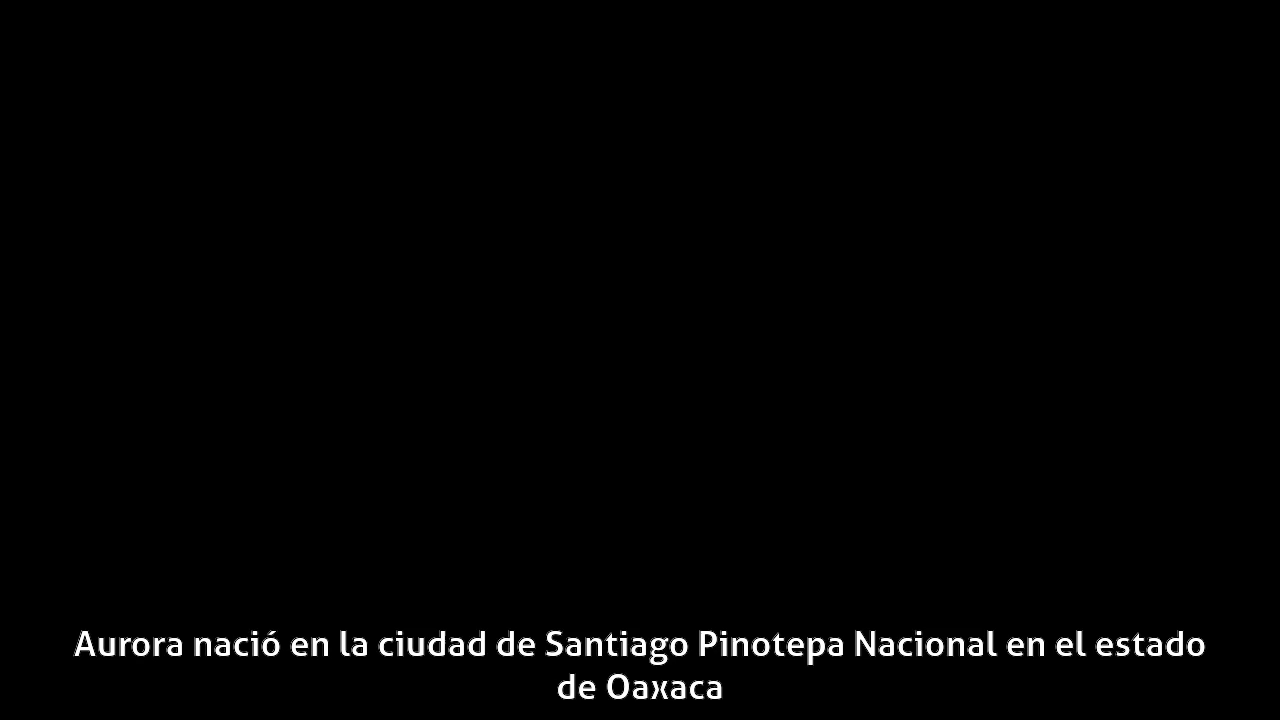 Aurora nació en la ciudad de Santiago Pinotepa Nacional en el estado
de Oaxaca